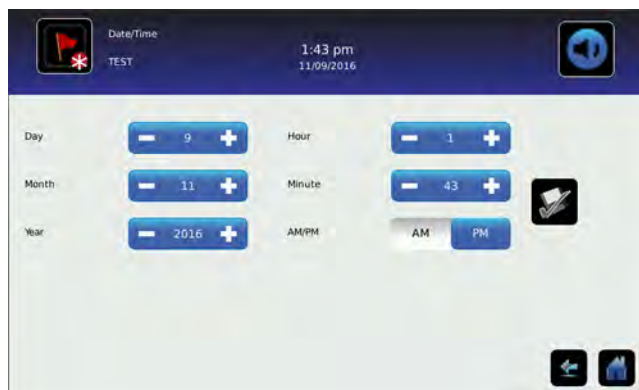 Date/Time
TEST
1:43 pm
11/09/2016
Day
9
Hour
1
Month
11
Minute
43
Year
2016
AM/PM
AM
PM